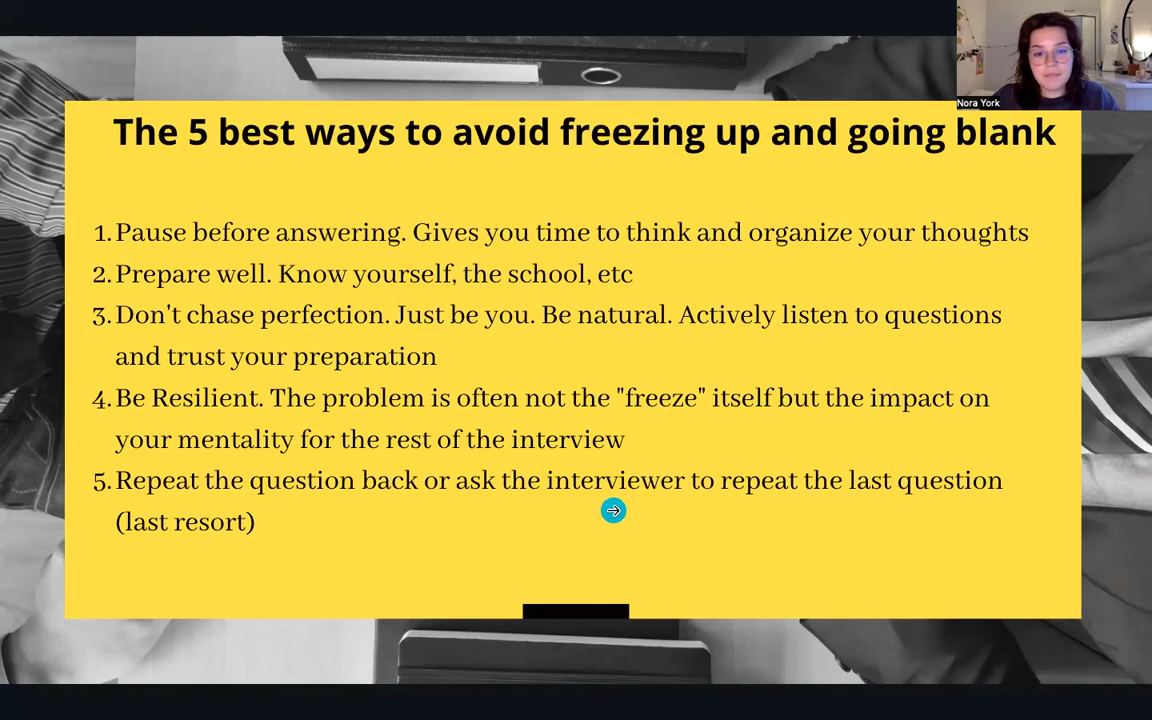 Nora York
The 5 best ways to avoid freezing up and going blank
1. Pause before answering. Gives you time to think and organize your thoughts
2. Prepare well. Know yourself, the school, etc
3. Don't chase perfection. Just be you. Be natural. Actively listen to questions
and trust your preparation
4. Be Resilient. The problem is often not the "freeze" itself but the impact on
your mentality for the rest of the interview
5. Repeat the question back or ask the interviewer to repeat the last question
(last resort)